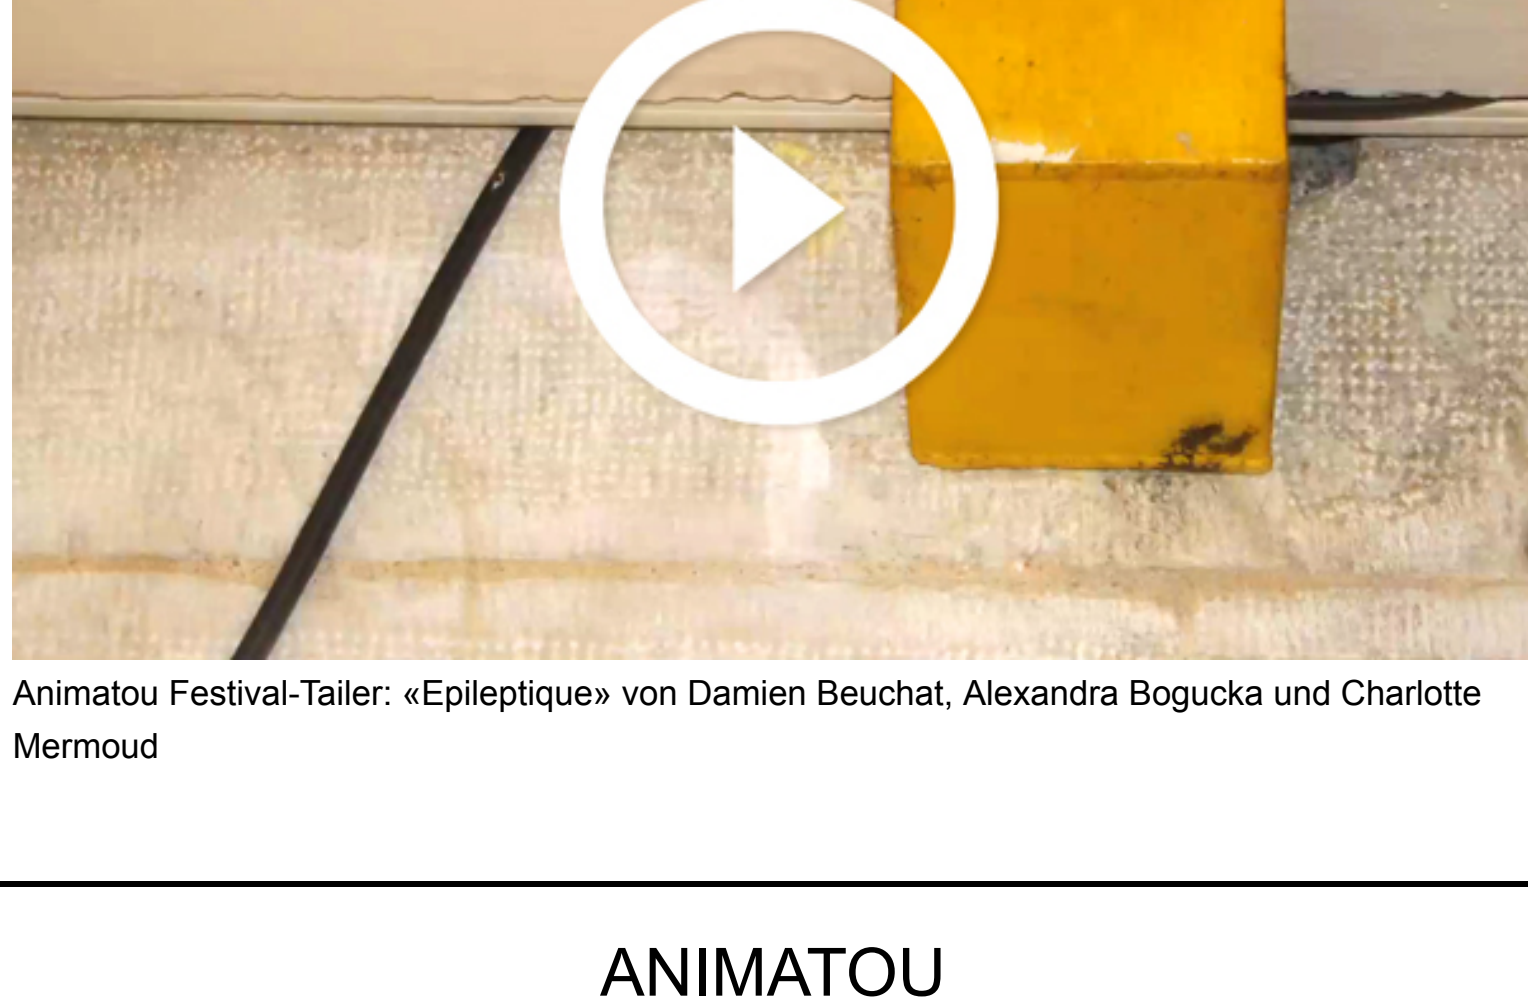 Animatou Festival-Tailer: «Epileptique» von Damien Beuchat, Alexandra Bogucka und Charlotte
Mermoud
ANIMATOU